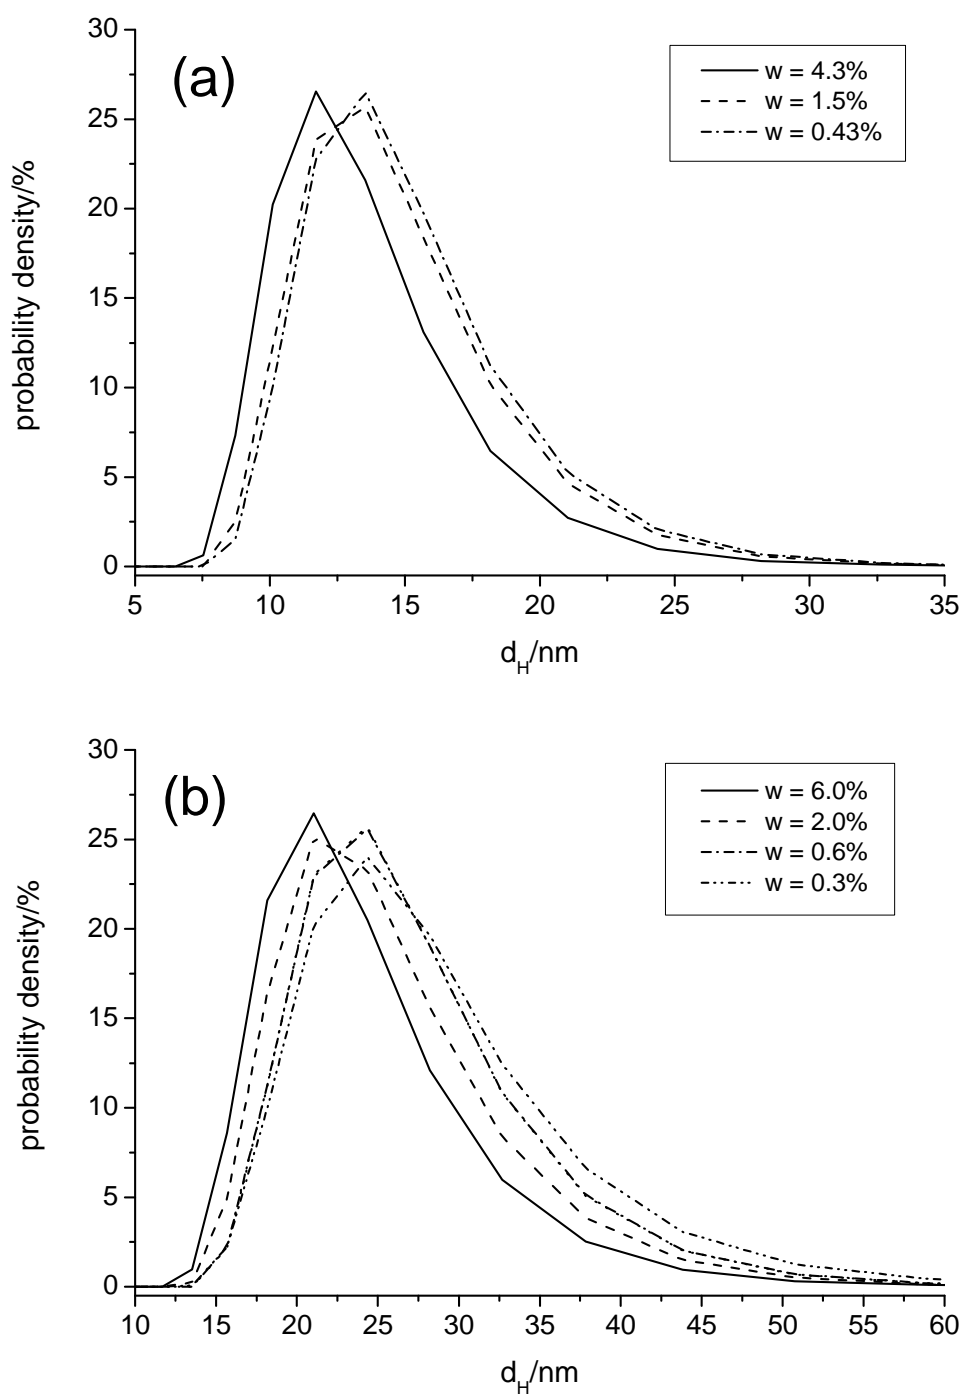 (a)
w = 4.3%
w = 1.5%
w = 0.43%
probability density/%
30
25
20
15
10
5
0
5 10 15 20 25 30 35
d_H/nm
(b)
w = 6.0%
w = 2.0%
w = 0.6%
w = 0.3%
probability density/%
30
25
20
15
10
5
0
10 15 20 25 30 35 40 45 50 55 60
d_H/nm